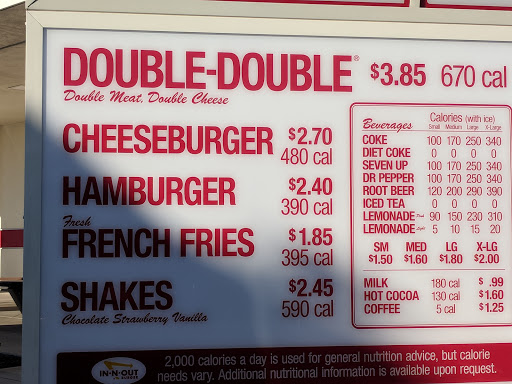 DOUBLE-DOUBLE® $3.85 670 cal
Double Meat, Double Cheese
CHEESEBURGER $2.70
480 cal
HAMBURGER $2.40
390 cal
Fresh
FRENCH FRIES $1.85
395 cal
SHAKES $2.45
Chocolate Strawberry Vanilla 590 cal
Calories (with ice)
Beverages Small Medium Large X-Large
COKE 100 170 250 340
DIET COKE 0 0 0 0
SEVEN UP 100 170 250 340
DR PEPPER 100 170 250 340
ROOT BEER 120 200 290 390
ICED TEA 0 0 0 0
LEMONADE 90 150 230 310
LEMONADE 5 10 15 20
SM MED LG X-LG
$1.50 $1.60 $1.80 $2.00
MILK 180 cal $ .99
HOT COCOA 130 cal $1.60
COFFEE 5 cal $1.25
IN-N-OUT
BURGER
2,000 calories a day is used for general nutrition advice, but calorie
needs vary. Additional nutritional information is available upon request.